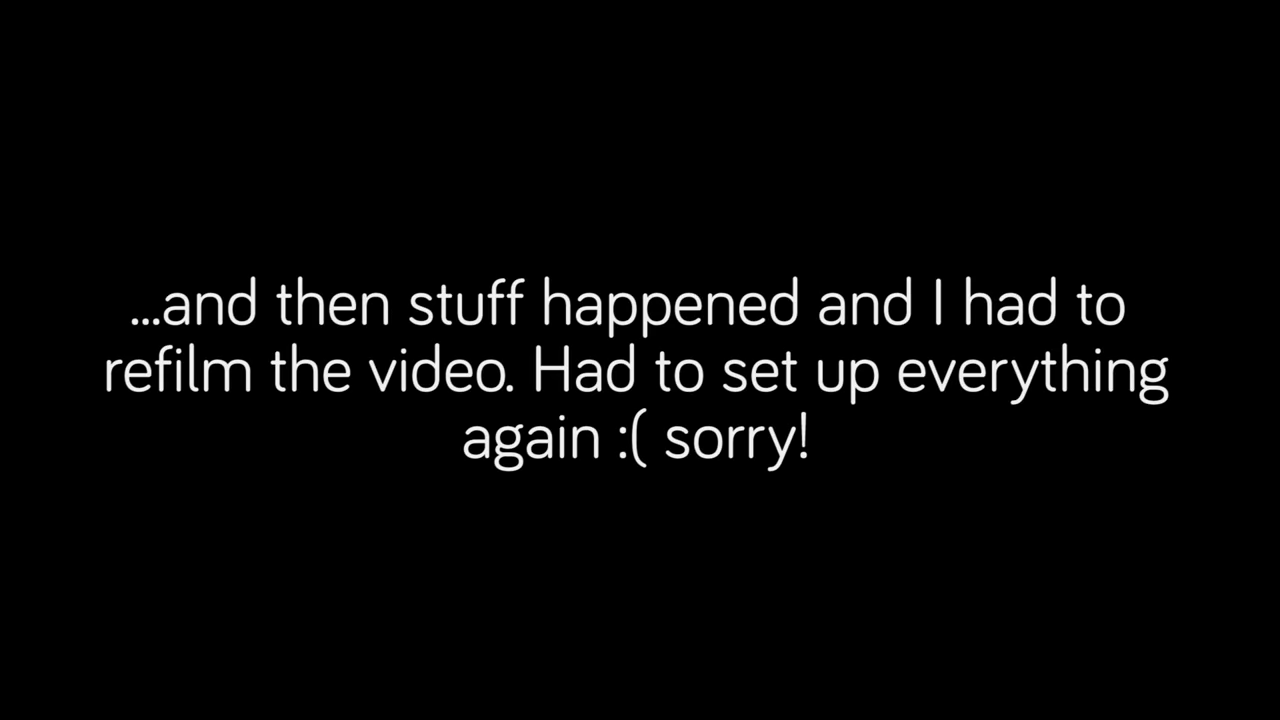 ...and then stuff happened and I had to
refilm the video. Had to set up everything
again :( sorry!